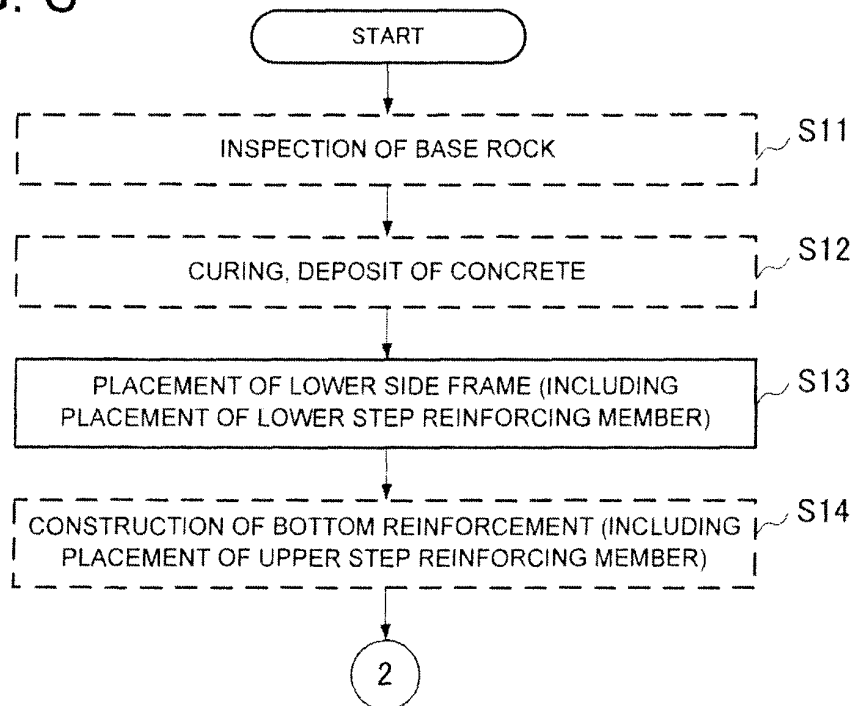 START
INSPECTION OF BASE ROCK
S11
CURING, DEPOSIT OF CONCRETE
S12
PLACEMENT OF LOWER SIDE FRAME (INCLUDING
PLACEMENT OF LOWER STEP REINFORCING MEMBER)
S13
CONSTRUCTION OF BOTTOM REINFORCEMENT (INCLUDING
PLACEMENT OF UPPER STEP REINFORCING MEMBER)
S14
2